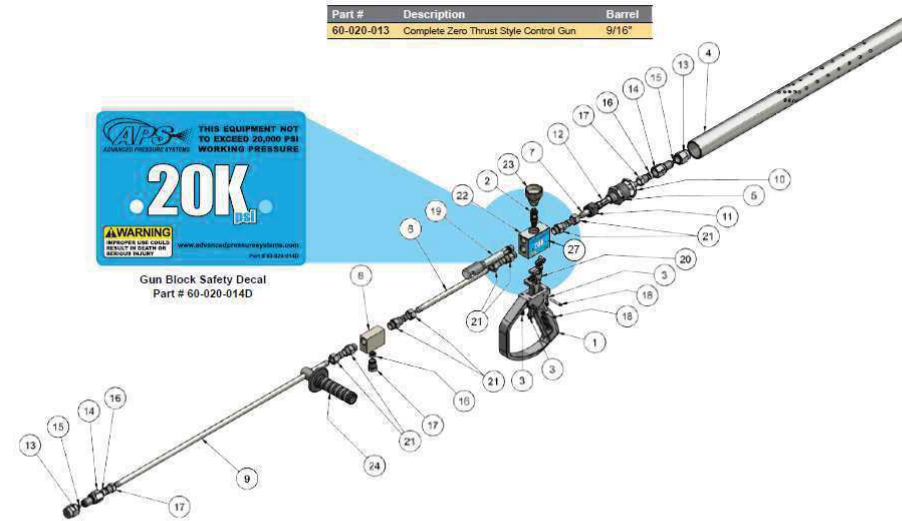 Part # Description Barrel
60-020-013 Complete Zero Thrust Style Control Gun 9/16"
APS
ADVANCED PRESSURE SYSTEMS
THIS EQUIPMENT NOT
TO EXCEED 20,000 PSI
WORKING PRESSURE
20K psi
WARNING
IMPROPER USE COULD
RESULT IN DEATH OR
SERIOUS INJURY
www.advancedpressuresystems.com
Part # 60-020-014D
Gun Block Safety Decal
Part # 60-020-014D
4
13
15
14
16
17
12
7
23
2
22
19
6
8
10
5
11
21
27
20
3
18
18
1
3
3
21
21
16
17
21
24
9
17
16
14
15
13
20K